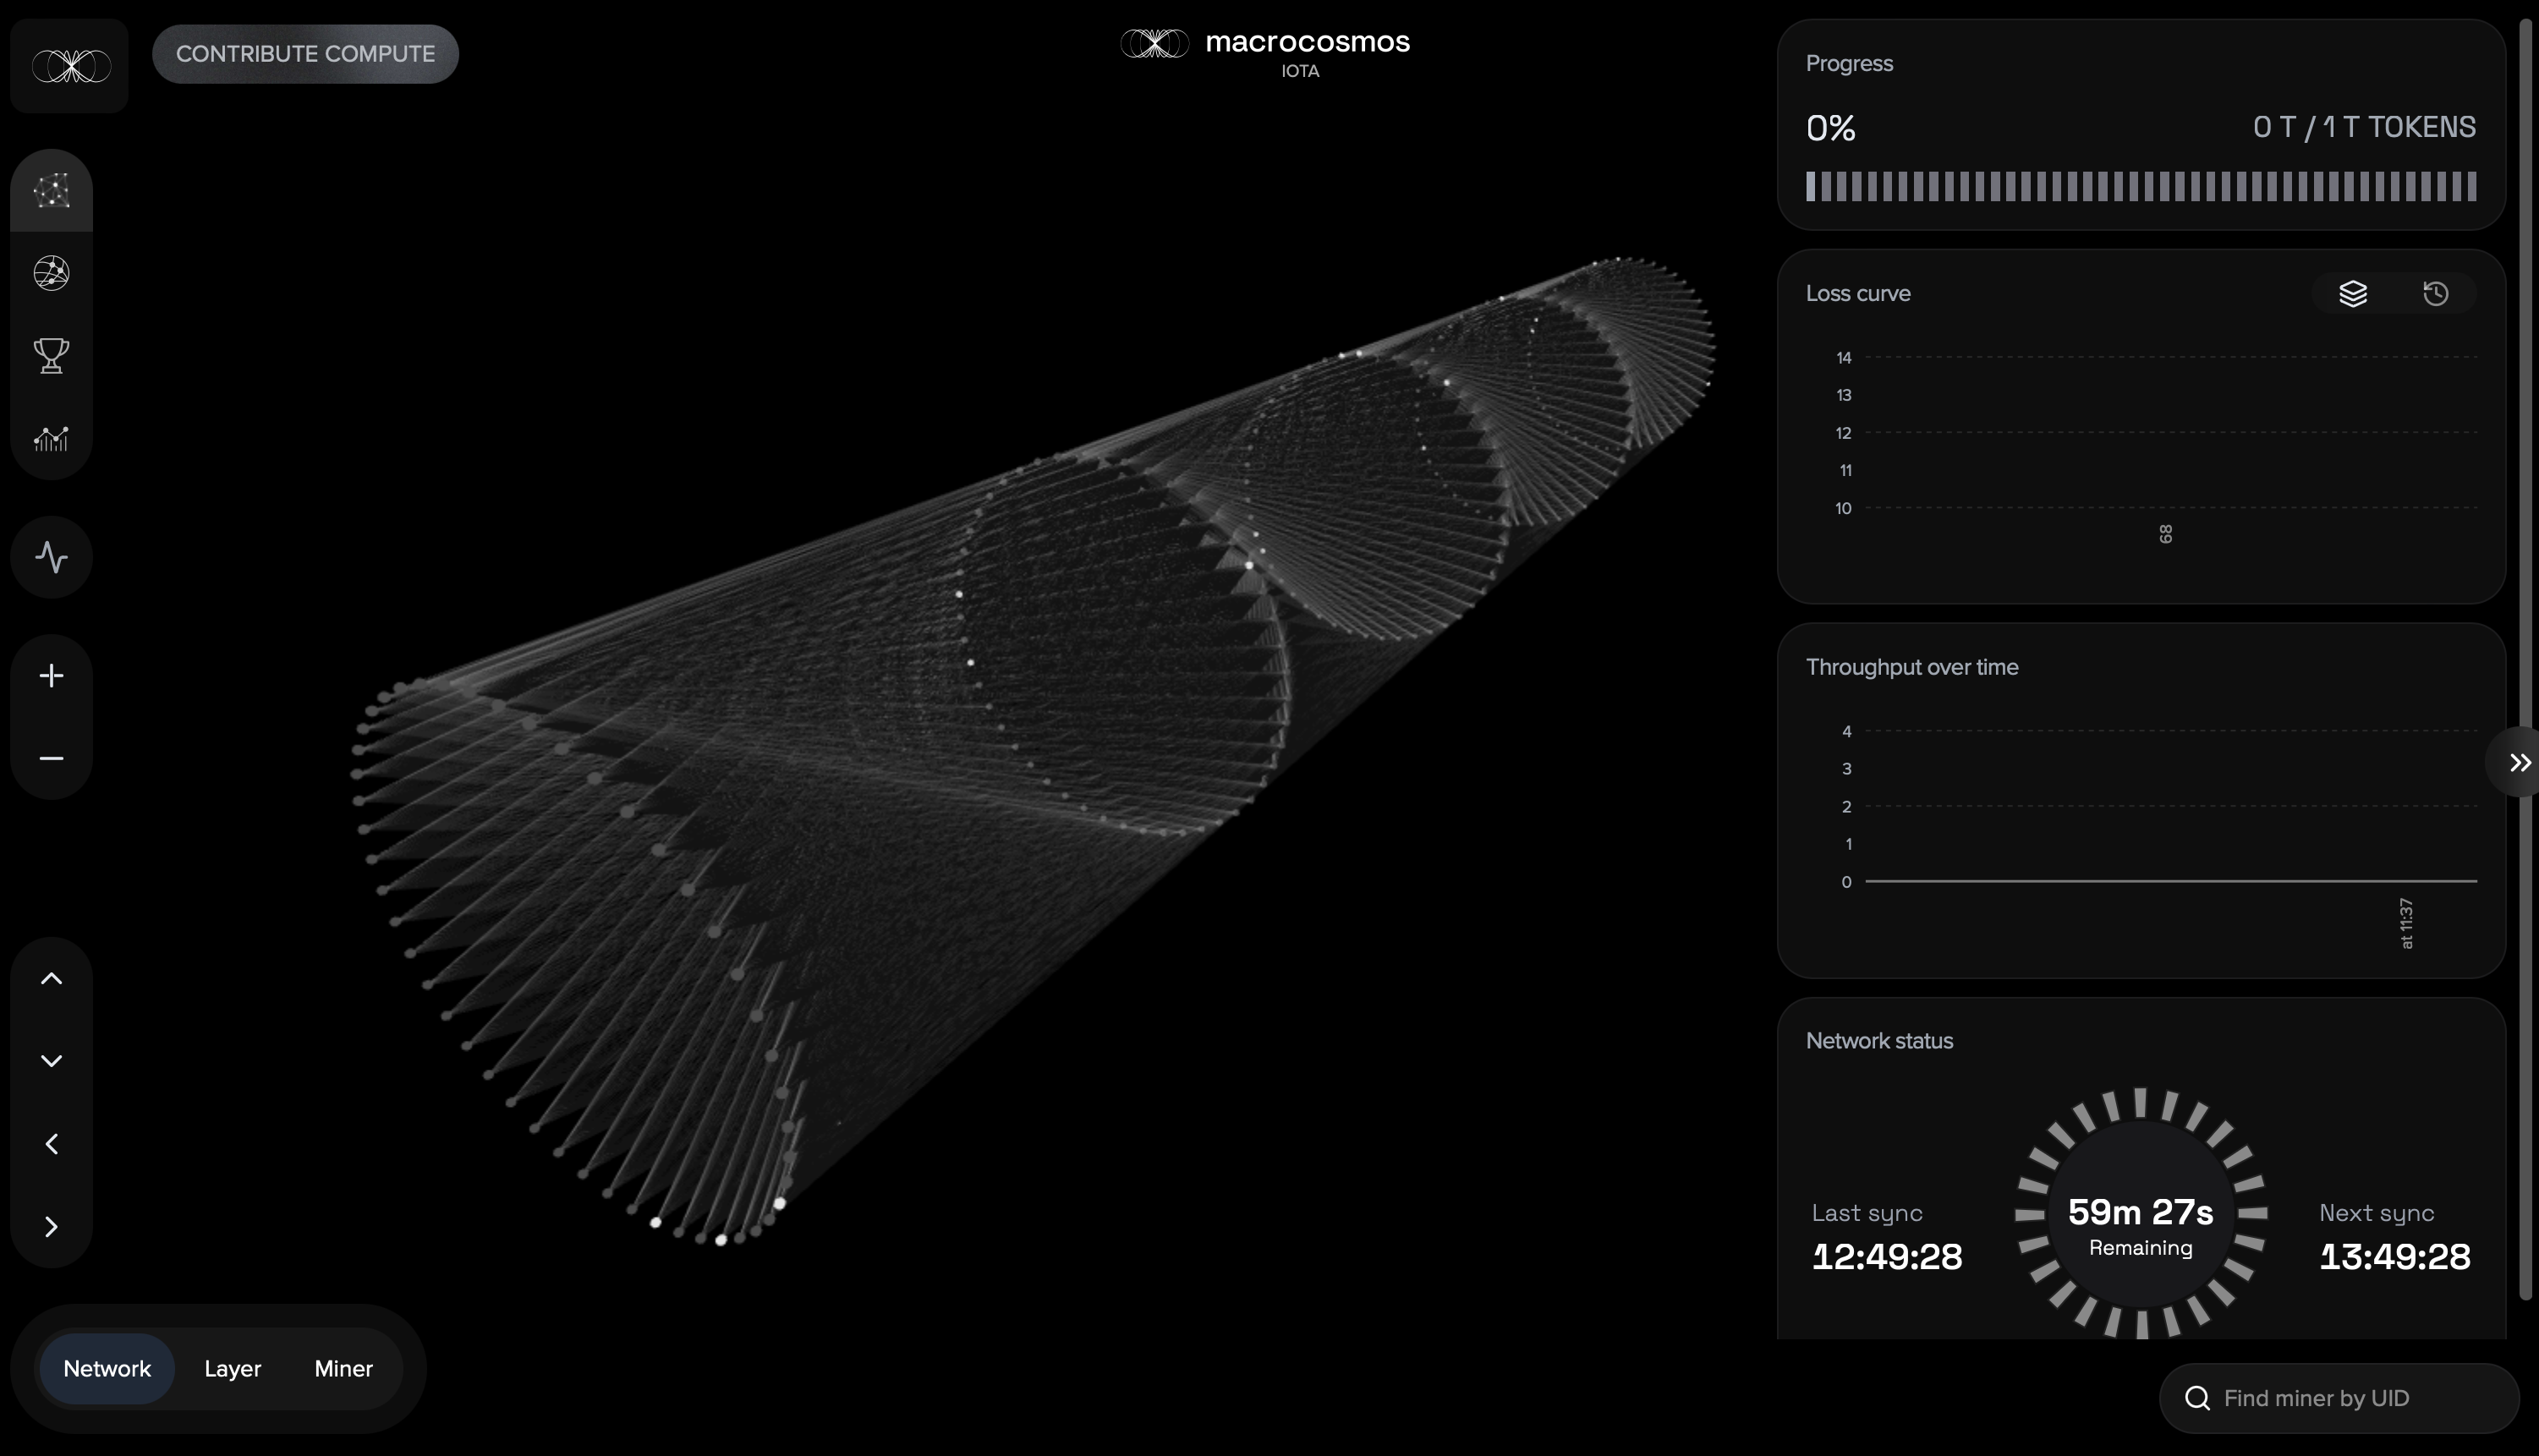 CONTRIBUTE COMPUTE
macrocosmos
IOTA
Progress
0%
0 T / 1 T TOKENS
Loss curve
14
13
12
11
10
68
Throughput over time
4
3
2
1
0
at 11:37
Network status
Last sync
12:49:28
59m 27s
Remaining
Next sync
13:49:28
Network
Layer
Miner
Find miner by UID